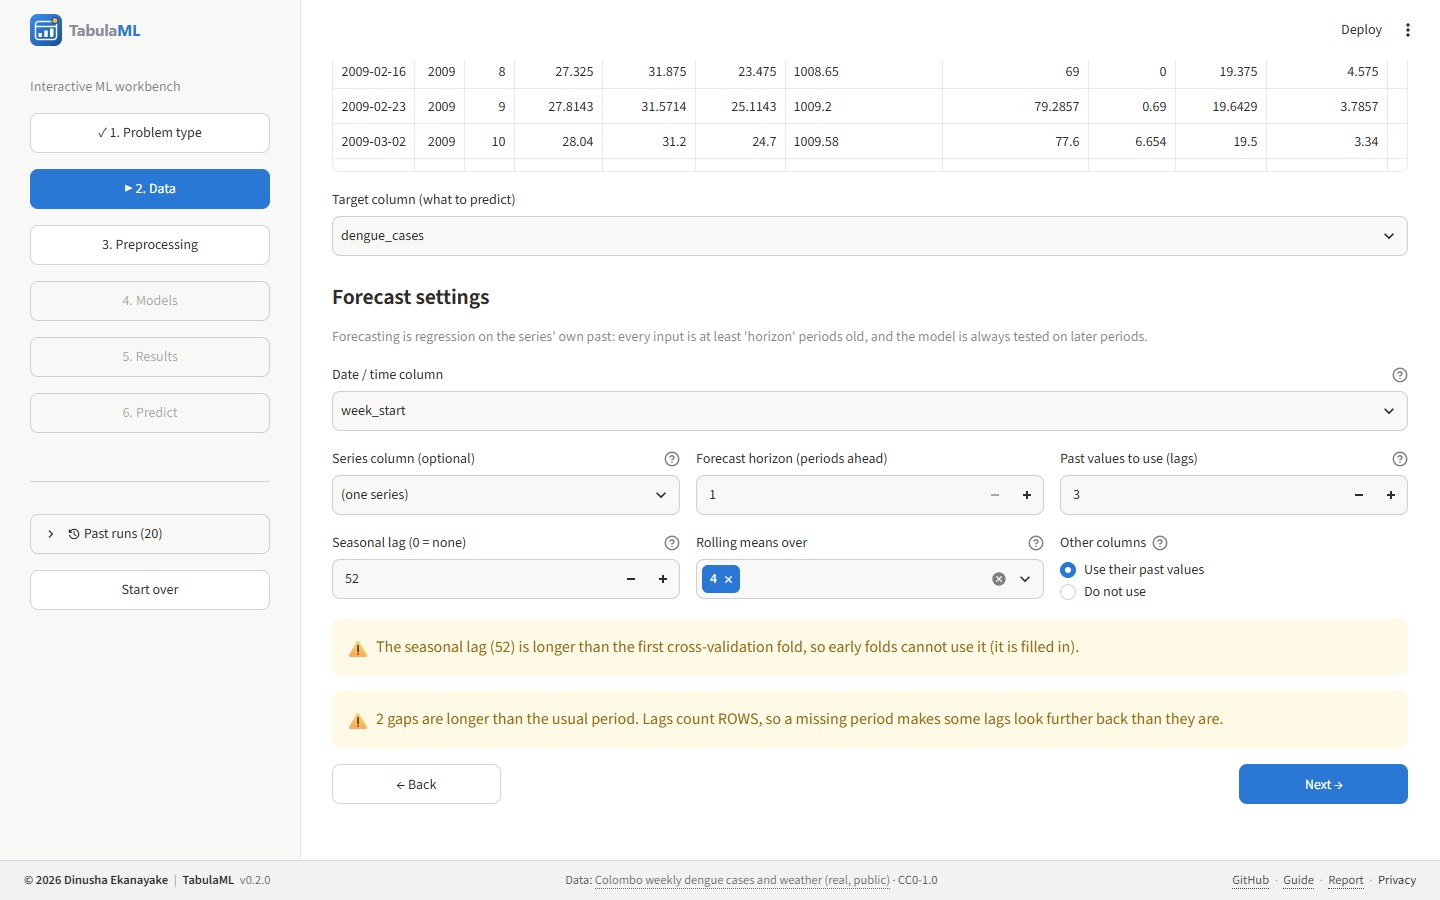 TabulaML
Deploy
Interactive ML workbench
✓ 1. Problem type
▶ 2. Data
3. Preprocessing
4. Models
5. Results
6. Predict
Past runs (20)
Start over
2009-02-16 2009 8 27.325 31.875 23.475 1008.65 69 0 19.375 4.575
2009-02-23 2009 9 27.8143 31.5714 25.1143 1009.2 79.2857 0.69 19.6429 3.7857
2009-03-02 2009 10 28.04 31.2 24.7 1009.58 77.6 6.654 19.5 3.34
Target column (what to predict)
dengue_cases
Forecast settings
Forecasting is regression on the series' own past: every input is at least 'horizon' periods old, and the model is always tested on later periods.
Date / time column
week_start
Series column (optional) Forecast horizon (periods ahead) Past values to use (lags)
(one series) 1 3
Seasonal lag (0 = none) Rolling means over Other columns
52 4 × Use their past values
Do not use
The seasonal lag (52) is longer than the first cross-validation fold, so early folds cannot use it (it is filled in).
2 gaps are longer than the usual period. Lags count ROWS, so a missing period makes some lags look further back than they are.
← Back Next →
© 2026 Dinusha Ekanayake | TabulaML v0.2.0 Data: Colombo weekly dengue cases and weather (real, public) · CC0-1.0 GitHub · Guide · Report · Privacy